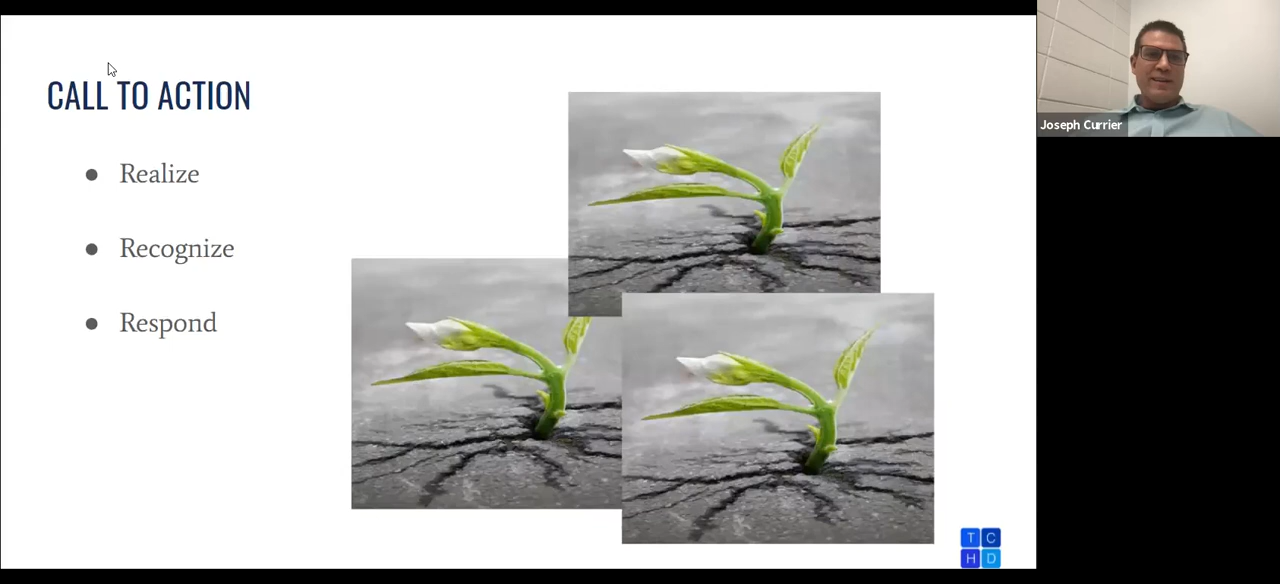 CALL TO ACTION
● Realize
● Recognize
● Respond
Joseph Currier
T C
H D